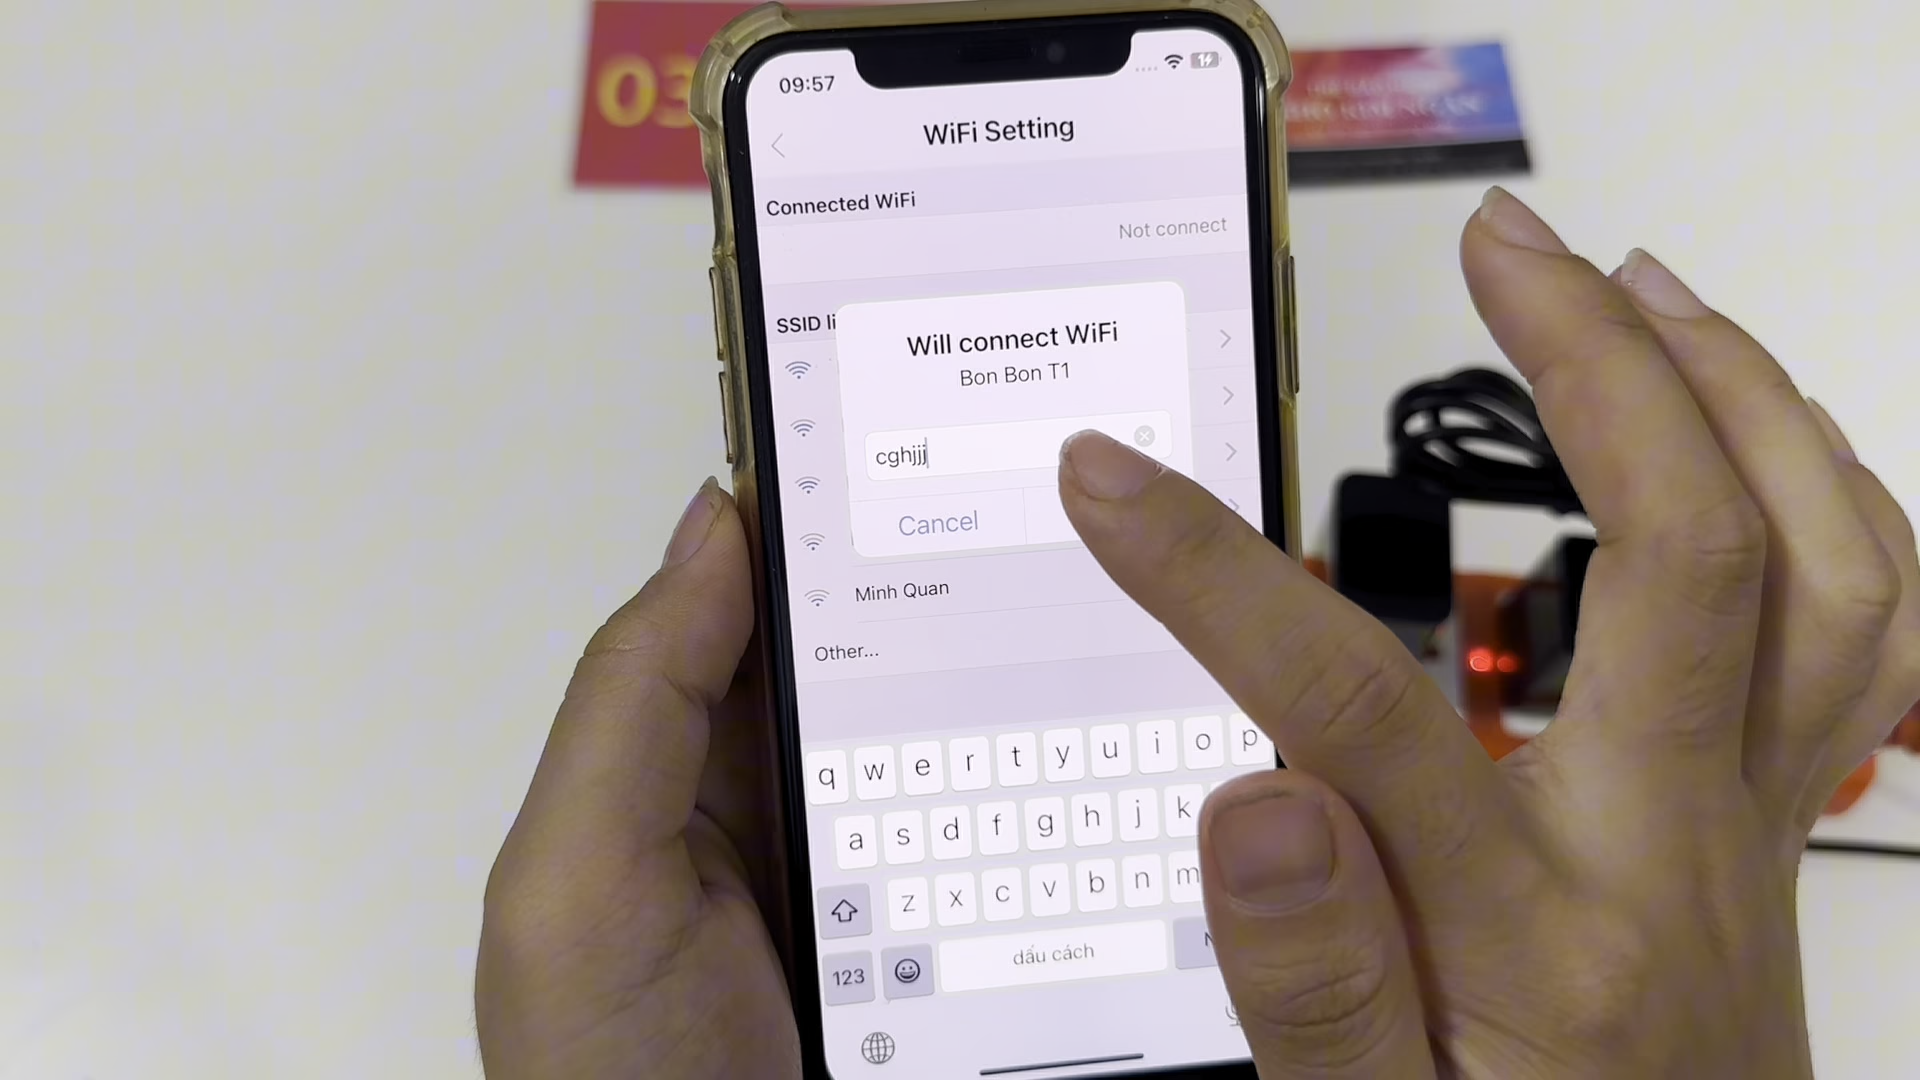 03
09:57
WiFi Setting
Connected WiFi
Not connect
SSID li
Will connect WiFi
Bon Bon T1
cghjjj
Cancel
Minh Quan
Other...
q w e r t y u i o p
a s d f g h j k
z x c v b n m
123
dấu cách
N